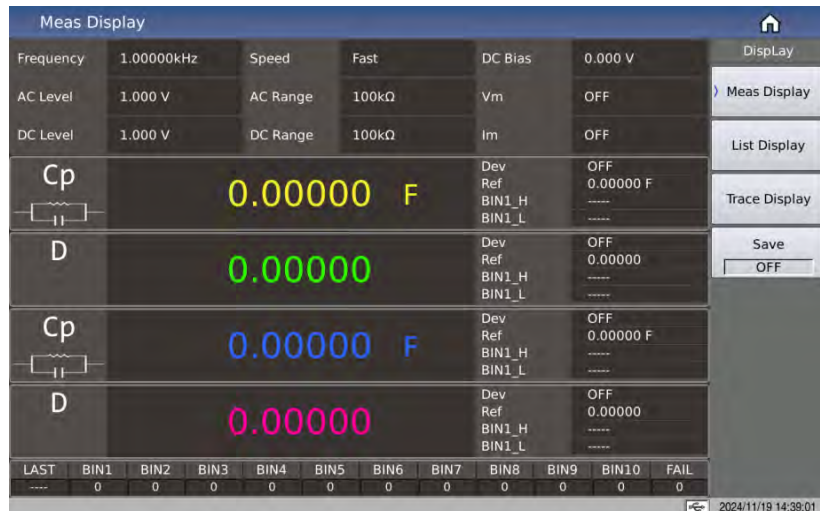 Meas Display
Frequency 1.00000kHz Speed Fast DC Bias 0.000 V
AC Level 1.000 V AC Range 100kΩ Vm OFF
DC Level 1.000 V DC Range 100kΩ Im OFF
Cp 0.00000 F
Dev OFF
Ref 0.00000 F
BIN1_H -----
BIN1_L -----
D 0.00000
Dev OFF
Ref 0.00000
BIN1_H -----
BIN1_L -----
Cp 0.00000 F
Dev OFF
Ref 0.00000 F
BIN1_H -----
BIN1_L -----
D 0.00000
Dev OFF
Ref 0.00000
BIN1_H -----
BIN1_L -----
LAST BIN1 BIN2 BIN3 BIN4 BIN5 BIN6 BIN7 BIN8 BIN9 BIN10 FAIL
---- 0 0 0 0 0 0 0 0 0 0 0
DispLay
Meas Display
List Display
Trace Display
Save
OFF
2024/11/19 14:39:01